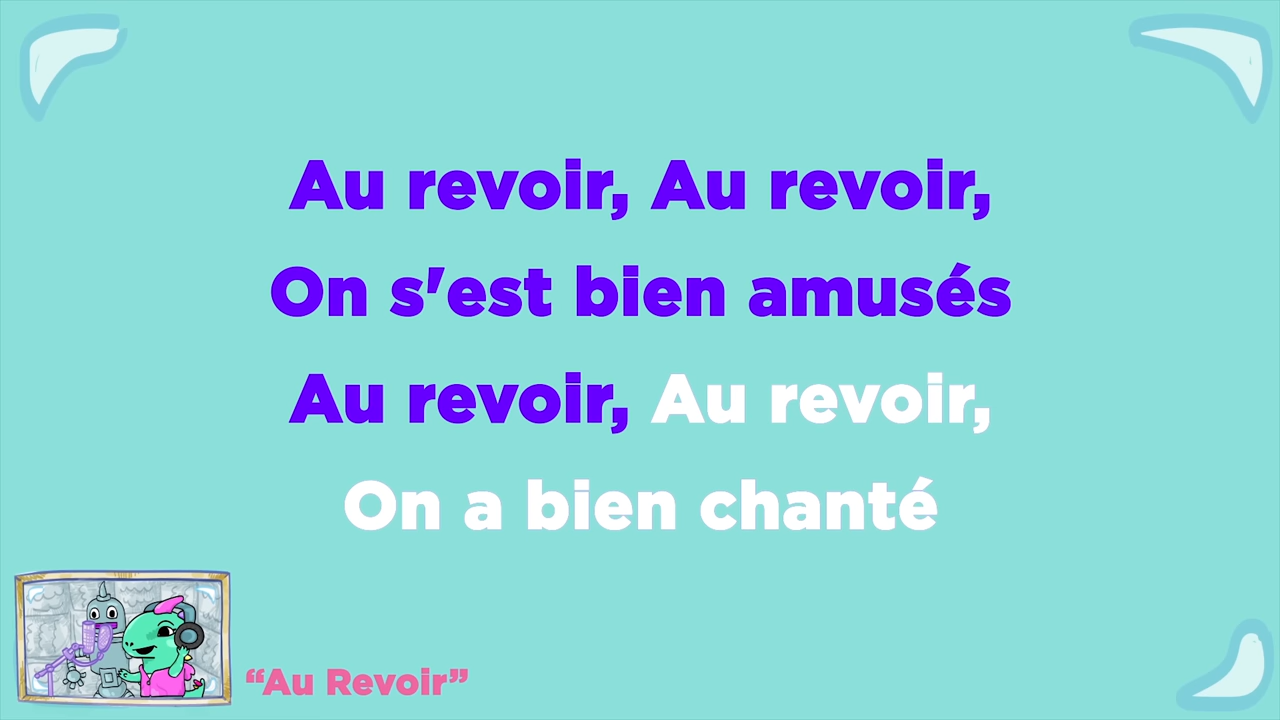 Au revoir, Au revoir,
On s'est bien amusés
Au revoir, Au revoir,
On a bien chanté
“Au Revoir”